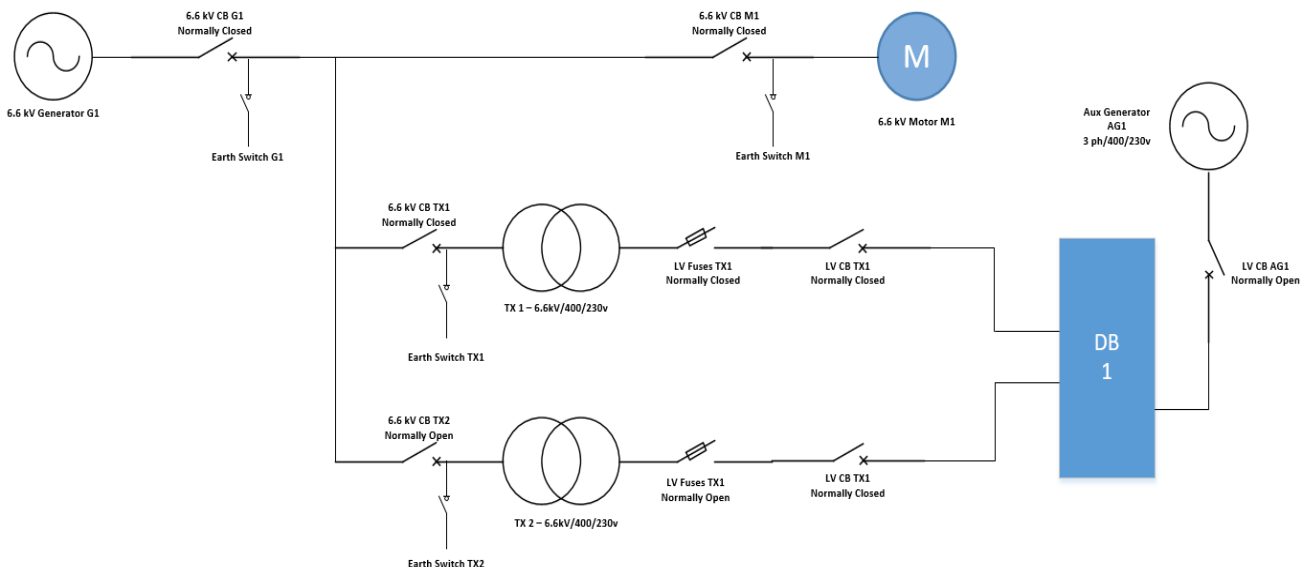 6.6 kV CB G1
Normally Closed
6.6 kV CB M1
Normally Closed
M
6.6 kV Generator G1
6.6 kV Motor M1
Aux Generator
AG1
3 ph/400/230v
Earth Switch G1
Earth Switch M1
6.6 kV CB TX1
Normally Closed
LV Fuses TX1
Normally Closed
LV CB TX1
Normally Closed
LV CB AG1
Normally Open
TX 1 – 6.6kV/400/230v
Earth Switch TX1
DB
1
6.6 kV CB TX2
Normally Open
LV Fuses TX1
Normally Open
LV CB TX1
Normally Closed
TX 2 – 6.6kV/400/230v
Earth Switch TX2